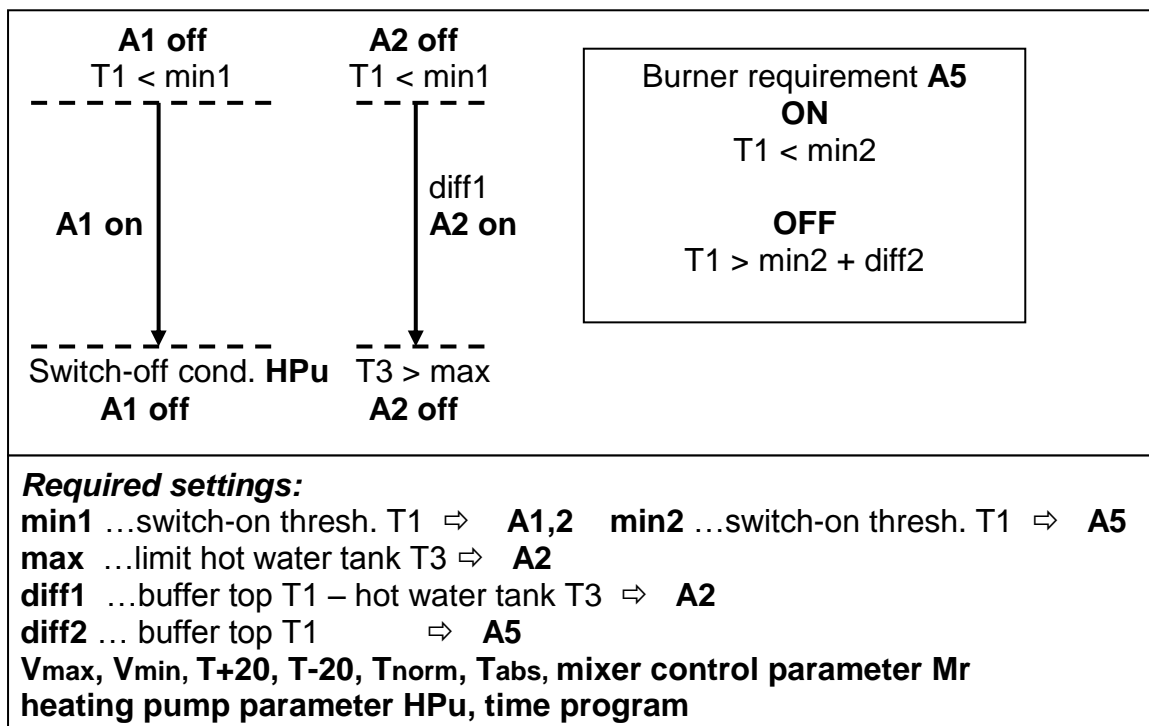 A1 off
T1 < min1
A1 on
Switch-off cond. HPu
A1 off
A2 off
T1 < min1
diff1
A2 on
T3 > max
A2 off
Burner requirement A5
ON
T1 < min2
OFF
T1 > min2 + diff2
Required settings:
min1 …switch-on thresh. T1 ⇨ A1,2 min2 …switch-on thresh. T1 ⇨ A5
max …limit hot water tank T3 ⇨ A2
diff1 …buffer top T1 – hot water tank T3 ⇨ A2
diff2 … buffer top T1 ⇨ A5
Vmax, Vmin, T+20, T-20, Tnorm, Tabs, mixer control parameter Mr
heating pump parameter HPu, time program